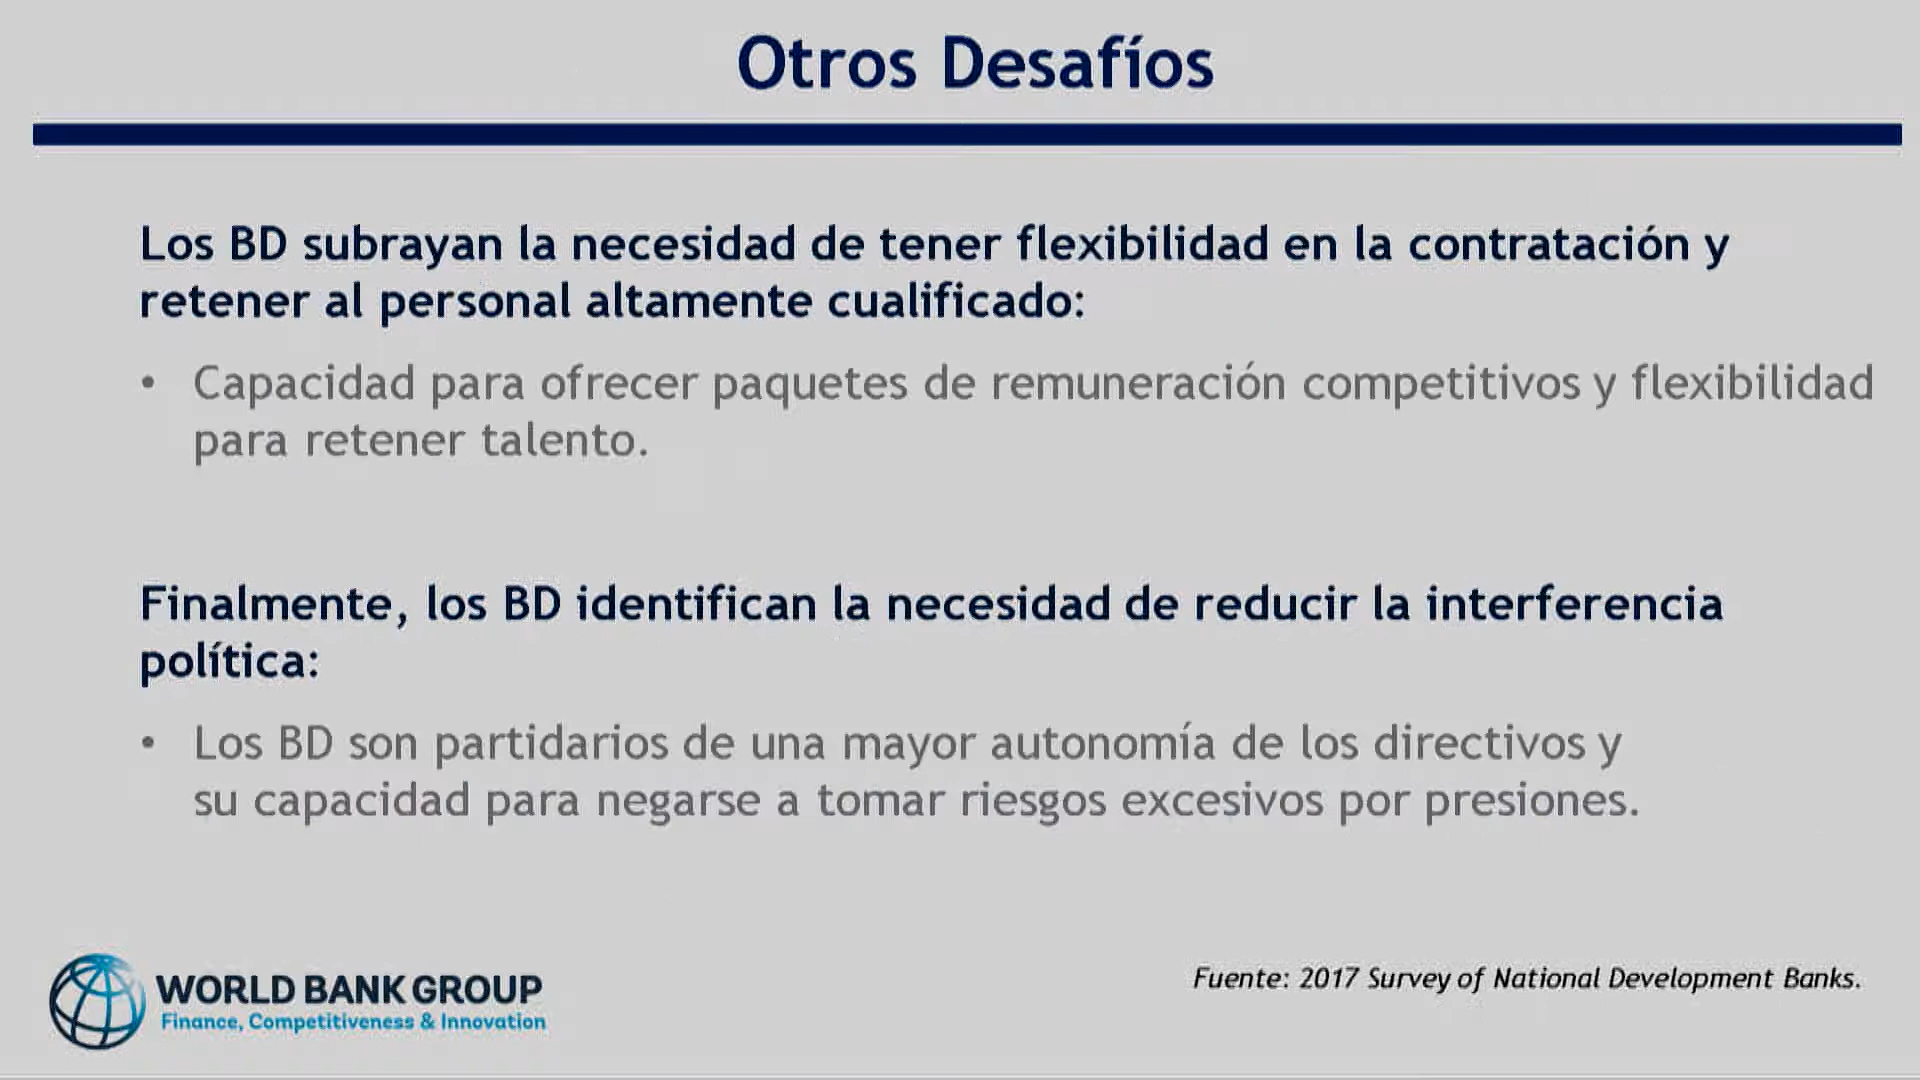 Otros Desafíos
Los BD subrayan la necesidad de tener flexibilidad en la contratación y
retener al personal altamente cualificado:
• Capacidad para ofrecer paquetes de remuneración competitivos y flexibilidad
para retener talento.
Finalmente, los BD identifican la necesidad de reducir la interferencia
política:
• Los BD son partidarios de una mayor autonomía de los directivos y
su capacidad para negarse a tomar riesgos excesivos por presiones.
WORLD BANK GROUP
Finance, Competitiveness & Innovation
Fuente: 2017 Survey of National Development Banks.